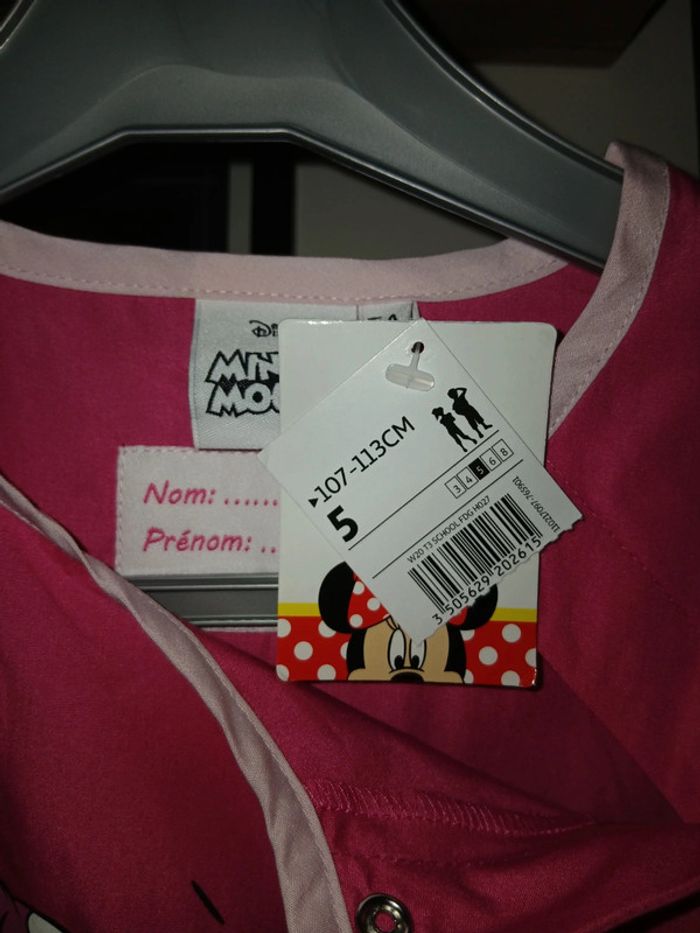 Nom: ......
Prénom: ..
▸107-113CM
5
3 4 5 6 8
W20 T3 SCHOOL FDG H027
3 505629 202615